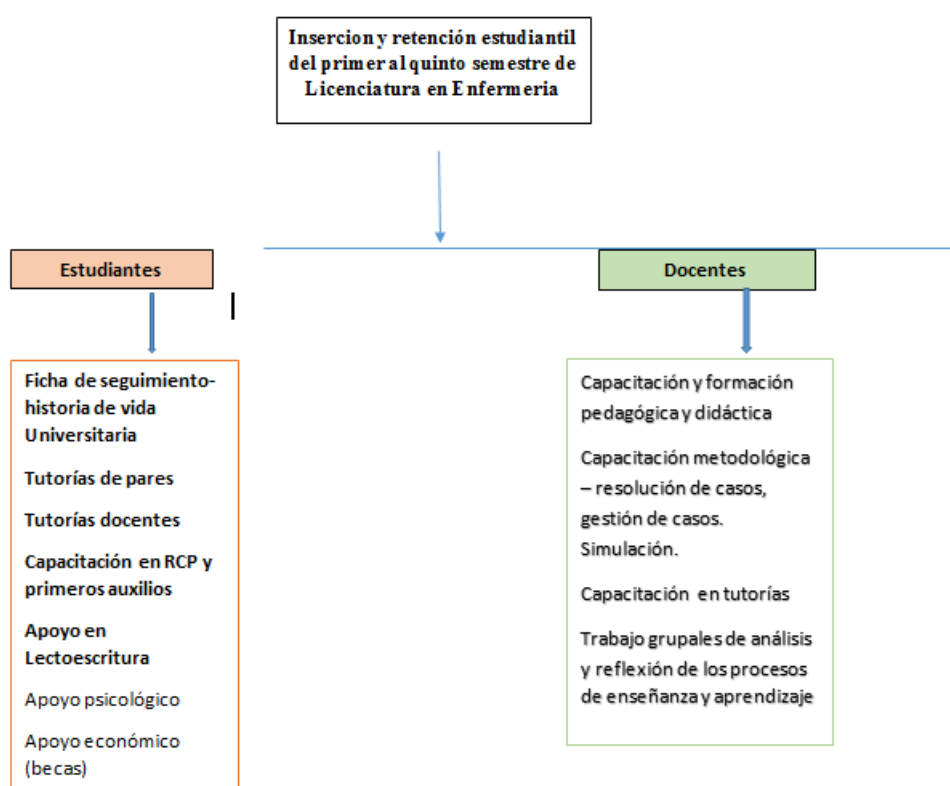 Insercion y retención estudiantil
del primer al quinto semestre de
Licenciatura en Enfermeria
Estudiantes
Docentes
Ficha de seguimiento-
historia de vida
Universitaria
Tutorías de pares
Tutorías docentes
Capacitación en RCP y
primeros auxilios
Apoyo en
Lectoescritura
Apoyo psicológico
Apoyo económico
(becas)
Capacitación y formación
pedagógica y didáctica
Capacitación metodológica
– resolución de casos,
gestión de casos.
Simulación.
Capacitación en tutorías
Trabajo grupales de análisis
y reflexión de los procesos
de enseñanza y aprendizaje